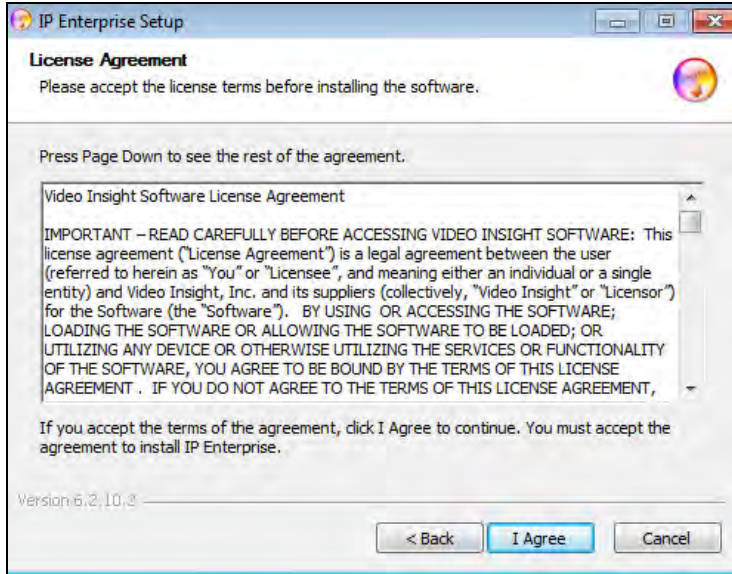 IP Enterprise Setup
License Agreement
Please accept the license terms before installing the software.
Press Page Down to see the rest of the agreement.
Video Insight Software License Agreement
IMPORTANT – READ CAREFULLY BEFORE ACCESSING VIDEO INSIGHT SOFTWARE:  This
license agreement ("License Agreement") is a legal agreement between the user
(referred to herein as "You" or "Licensee", and meaning either an individual or a single
entity) and Video Insight, Inc. and its suppliers (collectively, "Video Insight" or "Licensor")
for the Software (the "Software").   BY USING  OR ACCESSING THE SOFTWARE;
LOADING THE SOFTWARE OR ALLOWING THE SOFTWARE TO BE LOADED; OR
UTILIZING ANY DEVICE OR OTHERWISE UTILIZING THE SERVICES OR FUNCTIONALITY
OF THE SOFTWARE, YOU AGREE TO BE BOUND BY THE TERMS OF THIS LICENSE
AGREEMENT .  IF YOU DO NOT AGREE TO THE TERMS OF THIS LICENSE AGREEMENT,
If you accept the terms of the agreement, click I Agree to continue. You must accept the
agreement to install IP Enterprise.
Version 6.2.10.2
< Back
I Agree
Cancel